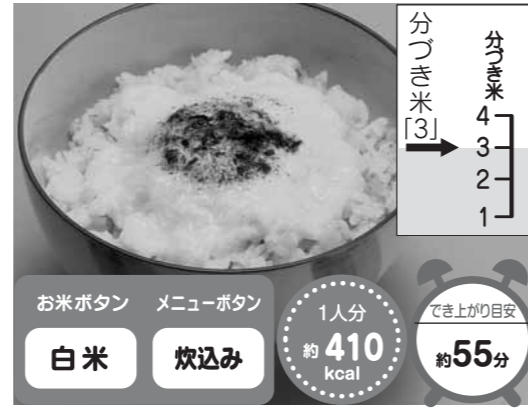 分づき米「3」
分づき米
4
3
2
1
お米ボタン
メニューボタン
白米
炊込み
1人分
約410
kcal
でき上がり目安
約55分